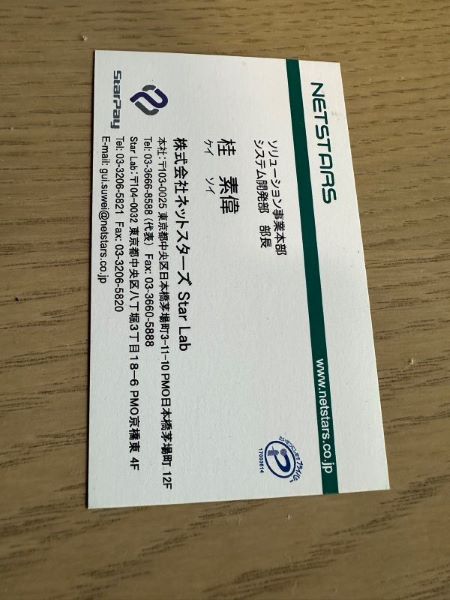 NETSTARS
www.netstars.co.jp
ソリューション事業本部
システム開発部 部長
桂 素偉
ケイ ソイ
株式会社ネットスターズ Star Lab
本社:〒103-0025 東京都中央区日本橋茅場町3-11-10 PMO日本橋茅場町 12F
Tel: 03-3666-8588 (代表) Fax: 03-3660-5888
Star Lab:〒104-0032 東京都中央区八丁堀3丁目18-6 PMO京橋東 4F
Tel: 03-3206-5821 Fax: 03-3206-5820
E-mail: gui.suwei@netstars.co.jp
StarPay
17003614